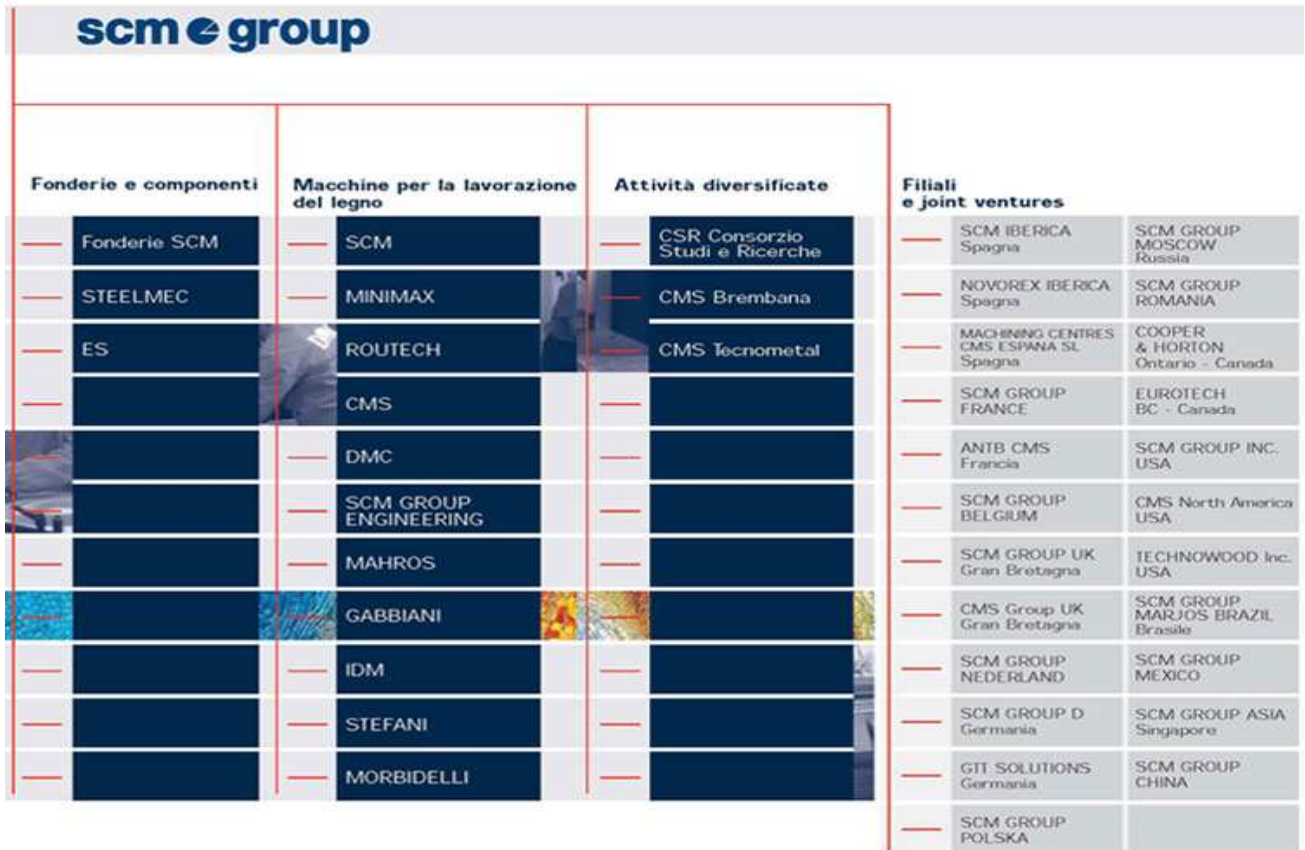 scm group
Fonderie e componenti
Fonderie SCM
STEELMEC
ES
Macchine per la lavorazione
del legno
SCM
MINIMAX
ROUTECH
CMS
DMC
SCM GROUP
ENGINEERING
MAHROS
GABBIANI
IDM
STEFANI
MORBIDELLI
Attività diversificate
CSR Consorzio
Studi e Ricerche
CMS Brembana
CMS Tecnometal
Filiali
e joint ventures
SCM IBERICA
Spagna
NOVOREX IBERICA
Spagna
MACHINING CENTRES
CMS ESPANA SL
Spagna
SCM GROUP
FRANCE
ANTB CMS
Francia
SCM GROUP
BELGIUM
SCM GROUP UK
Gran Bretagna
CMS Group UK
Gran Bretagna
SCM GROUP
NEDERLAND
SCM GROUP D
Germania
GTT SOLUTIONS
Germania
SCM GROUP
POLSKA
SCM GROUP
MOSCOW
Russia
SCM GROUP
ROMANIA
COOPER
& HORTON
Ontario - Canada
EUROTECH
BC - Canada
SCM GROUP INC.
USA
CMS North America
USA
TECHNOWOOD Inc.
USA
SCM GROUP
MARJOS BRAZIL
Brasile
SCM GROUP
MEXICO
SCM GROUP ASIA
Singapore
SCM GROUP
CHINA